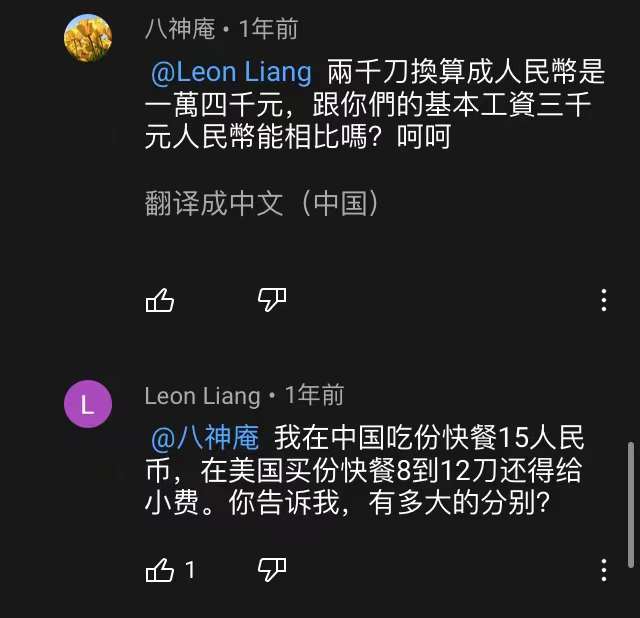 八神庵 • 1年前
@Leon Liang 兩千刀換算成人民幣是
一萬四千元，跟你們的基本工資三千
元人民幣能相比嗎？呵呵
翻译成中文（中国）
L
Leon Liang • 1年前
@八神庵 我在中国吃份快餐15人民
币，在美国买份快餐8到12刀还得给
小费。你告诉我，有多大的分别？
1